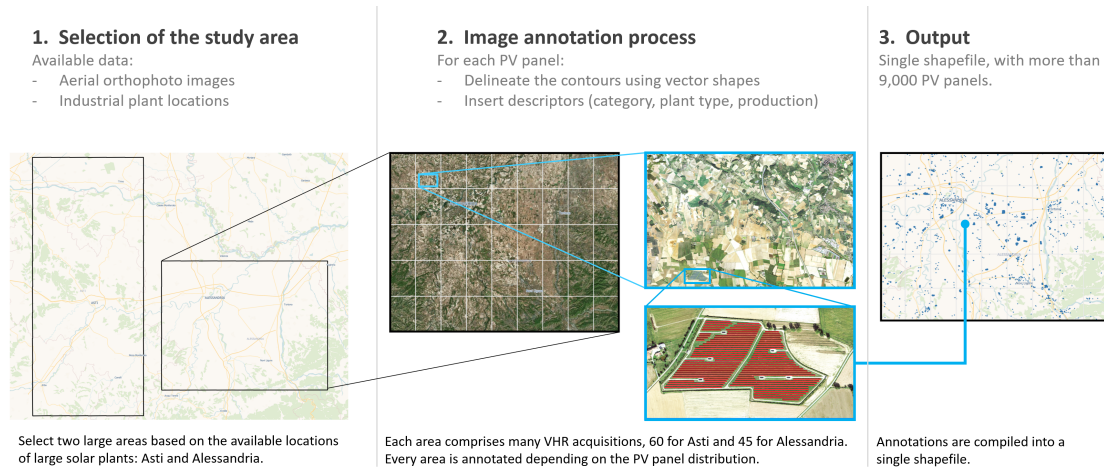 1. Selection of the study area
Available data:
- Aerial orthophoto images
- Industrial plant locations
Select two large areas based on the available locations
of large solar plants: Asti and Alessandria.
2. Image annotation process
For each PV panel:
- Delineate the contours using vector shapes
- Insert descriptors (category, plant type, production)
Each area comprises many VHR acquisitions, 60 for Asti and 45 for Alessandria.
Every area is annotated depending on the PV panel distribution.
3. Output
Single shapefile, with more than
9,000 PV panels.
ALESSANDRIA
Annotations are compiled into a
single shapefile.